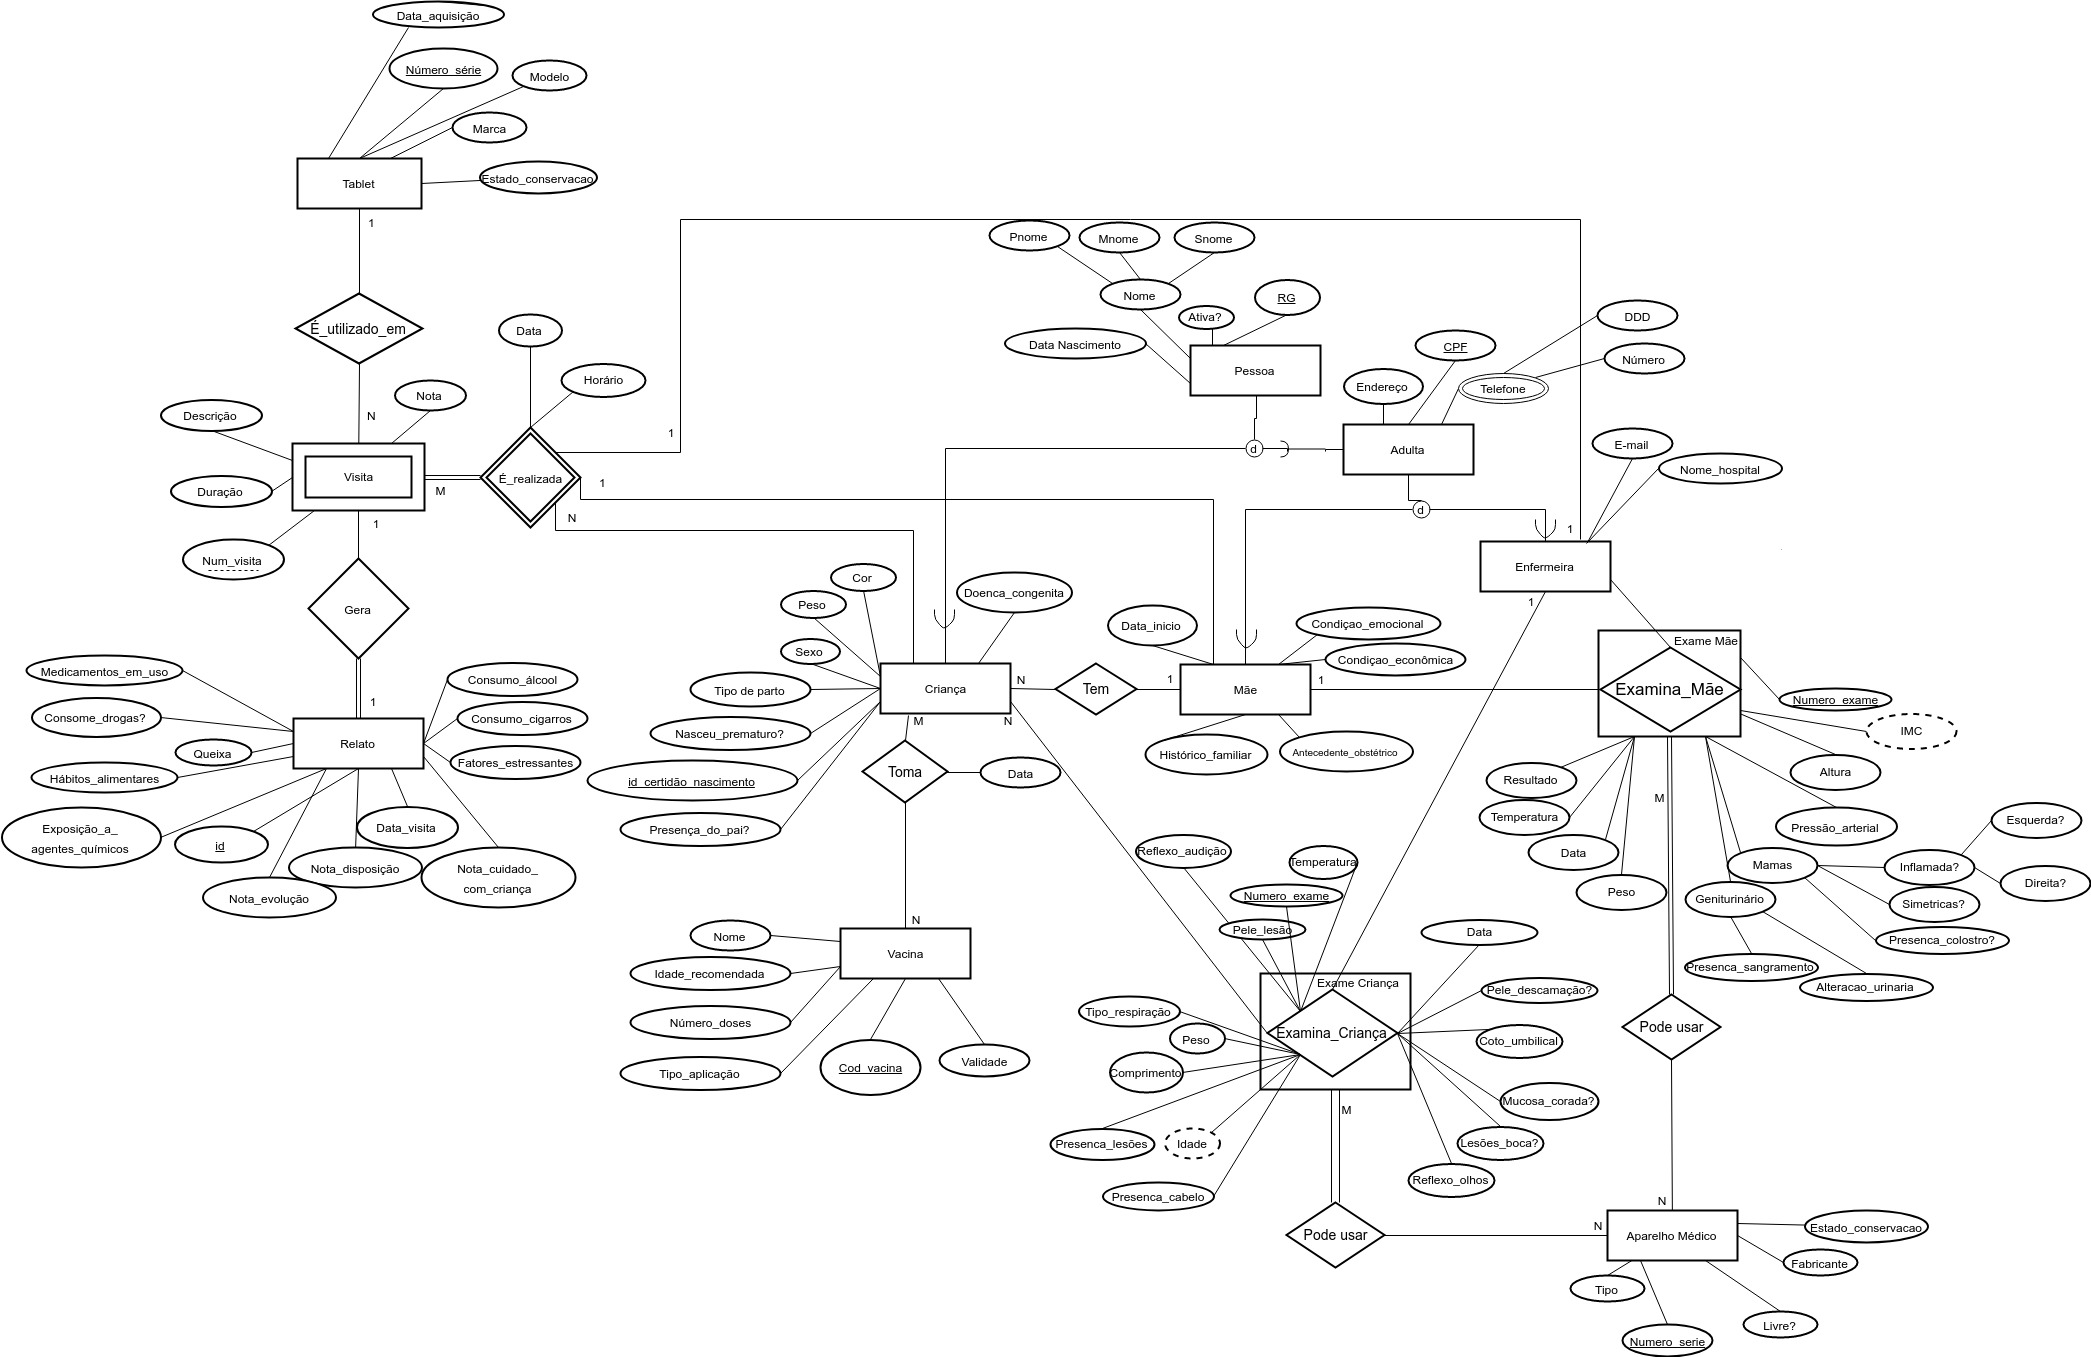 Data_aquisição
Número_série
Modelo
Marca
Tablet
Estado_conservacao
1
É_utilizado_em
N
Descrição
Nota
Duração
Visita
Num_visita
M
Data
Horário
É_realizada
1
1
N
1
Gera
1
Medicamentos_em_uso
Consome_drogas?
Queixa
Hábitos_alimentares
Exposição_a_
agentes_químicos
id
Nota_evolução
Nota_disposição
Data_visita
Nota_cuidado_
com_criança
Relato
Consumo_álcool
Consumo_cigarros
Fatores_estressantes
Pnome
Mnome
Snome
Nome
Ativa?
RG
Data Nascimento
Pessoa
d
Endereço
CPF
Telefone
DDD
Número
Adulta
d
E-mail
Nome_hospital
1
Enfermeira
1
Cor
Peso
Sexo
Doenca_congenita
Tipo de parto
Nasceu_prematuro?
id_certidão_nascimento
Presença_do_pai?
Criança
N
M
N
Tem
1
Data_inicio
Condiçao_emocional
Condiçao_econômica
Mãe
1
Histórico_familiar
Antecedente_obstétrico
Toma
Data
N
Nome
Idade_recomendada
Número_doses
Tipo_aplicação
Cod_vacina
Validade
Vacina
Exame Mãe
Examina_Mãe
Numero_exame
IMC
Altura
Pressão_arterial
Resultado
Temperatura
Data
Peso
M
Mamas
Inflamada?
Esquerda?
Direita?
Simetricas?
Presenca_colostro?
Geniturinário
Presenca_sangramento
Alteracao_urinaria
Pode usar
N
Reflexo_audição
Temperatura
Numero_exame
Pele_lesão
Data
Exame Criança
Examina_Criança
Pele_descamação?
Coto_umbilical
Mucosa_corada?
Lesões_boca?
Reflexo_olhos
Tipo_respiração
Peso
Comprimento
Presenca_lesões
Idade
Presenca_cabelo
M
Pode usar
N
Aparelho Médico
Estado_conservacao
Fabricante
Tipo
Livre?
Numero_serie